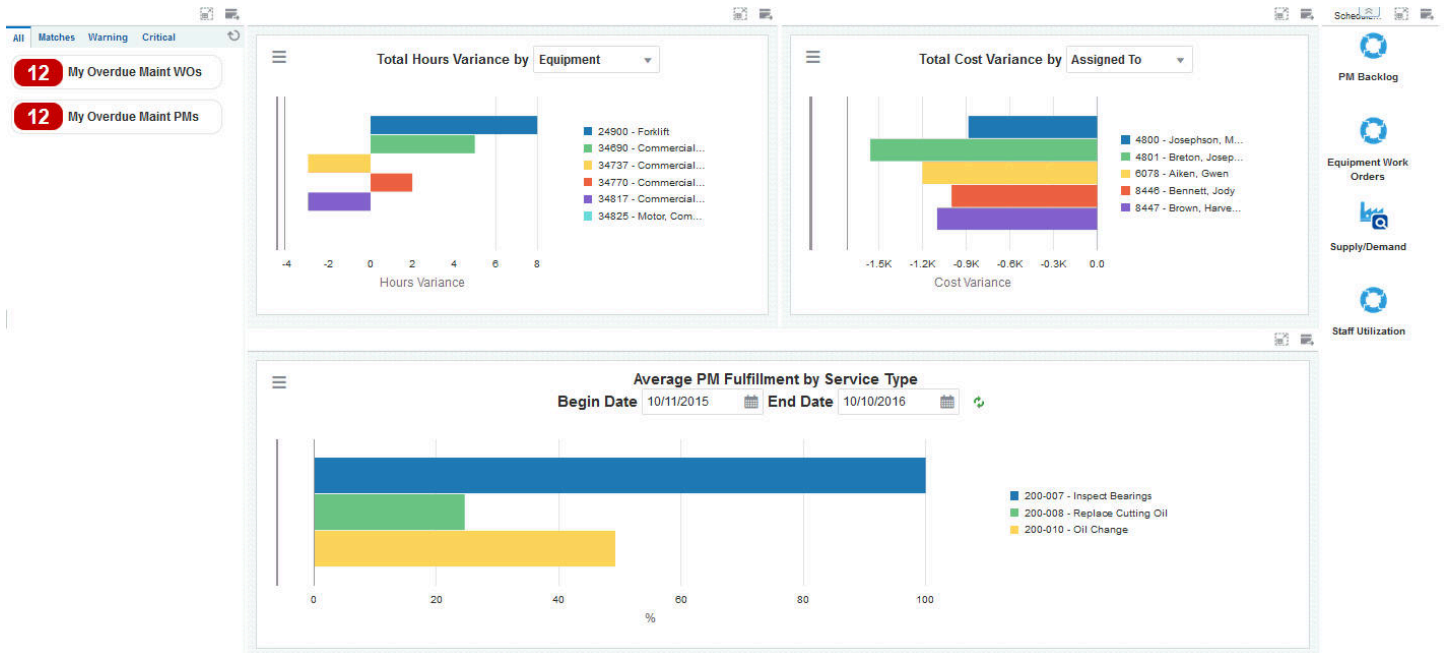 All Matches Warning Critical
12 My Overdue Maint WOs
12 My Overdue Maint PMs
Total Hours Variance by Equipment
24900 - Forklift
34690 - Commercial...
34737 - Commercial...
34770 - Commercial...
34817 - Commercial...
34825 - Motor, Com...
-4 -2 0 2 4 6 8
Hours Variance
Total Cost Variance by Assigned To
4800 - Josephson, M...
4801 - Breton, Josep...
6078 - Aiken, Gwen
8446 - Bennett, Jody
8447 - Brown, Harve...
-1.5K -1.2K -0.9K -0.6K -0.3K 0.0
Cost Variance
PM Backlog
Equipment Work
Orders
Supply/Demand
Staff Utilization
Average PM Fulfillment by Service Type
Begin Date 10/11/2015 End Date 10/10/2016
200-007 - Inspect Bearings
200-008 - Replace Cutting Oil
200-010 - Oil Change
0 20 40 60 80 100
%